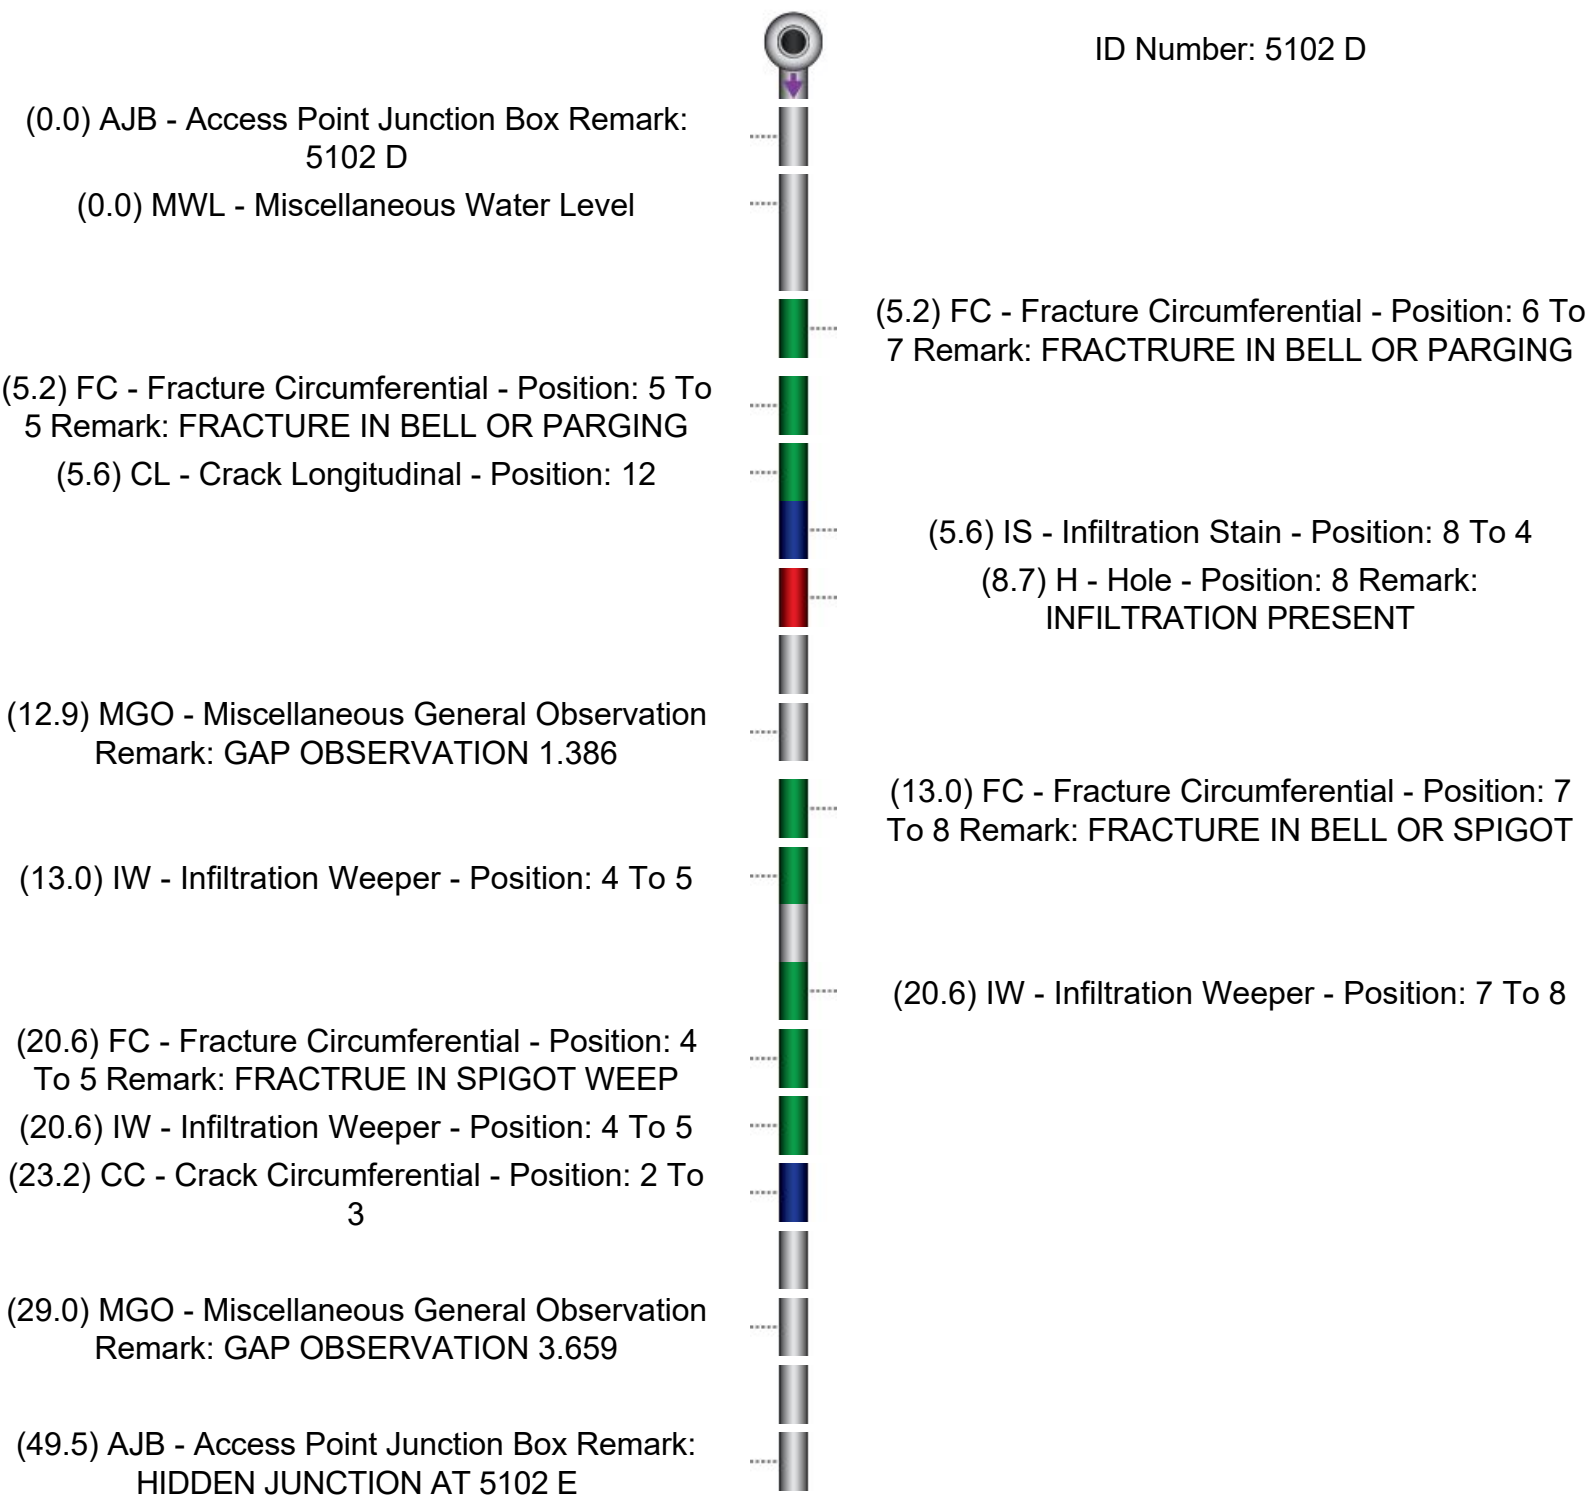 ID Number: 5102 D
(0.0) AJB - Access Point Junction Box Remark:
5102 D
(0.0) MWL - Miscellaneous Water Level
(5.2) FC - Fracture Circumferential - Position: 6 To
7 Remark: FRACTRURE IN BELL OR PARGING
(5.2) FC - Fracture Circumferential - Position: 5 To
5 Remark: FRACTURE IN BELL OR PARGING
(5.6) CL - Crack Longitudinal - Position: 12
(5.6) IS - Infiltration Stain - Position: 8 To 4
(8.7) H - Hole - Position: 8 Remark:
INFILTRATION PRESENT
(12.9) MGO - Miscellaneous General Observation
Remark: GAP OBSERVATION 1.386
(13.0) FC - Fracture Circumferential - Position: 7
To 8 Remark: FRACTURE IN BELL OR SPIGOT
(13.0) IW - Infiltration Weeper - Position: 4 To 5
(20.6) IW - Infiltration Weeper - Position: 7 To 8
(20.6) FC - Fracture Circumferential - Position: 4
To 5 Remark: FRACTRUE IN SPIGOT WEEP
(20.6) IW - Infiltration Weeper - Position: 4 To 5
(23.2) CC - Crack Circumferential - Position: 2 To
3
(29.0) MGO - Miscellaneous General Observation
Remark: GAP OBSERVATION 3.659
(49.5) AJB - Access Point Junction Box Remark:
HIDDEN JUNCTION AT 5102 E